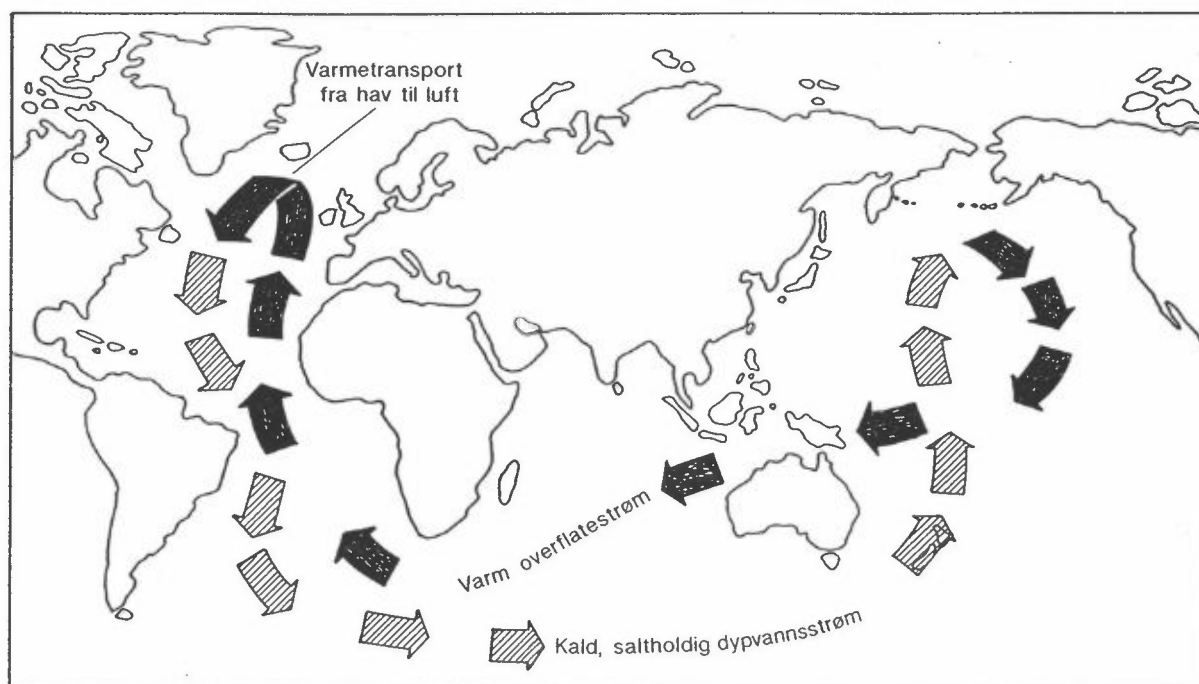 Varmetransport
fra hav til luft
Varm overflatestrøm
Kald, saltholdig dypvannsstrøm